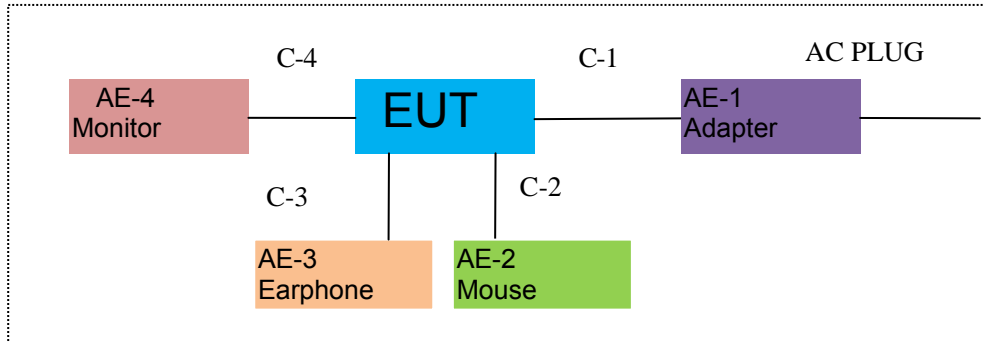 C-4
C-1
AC PLUG
AE-4
Monitor
EUT
AE-1
Adapter
C-3
C-2
AE-3
Earphone
AE-2
Mouse